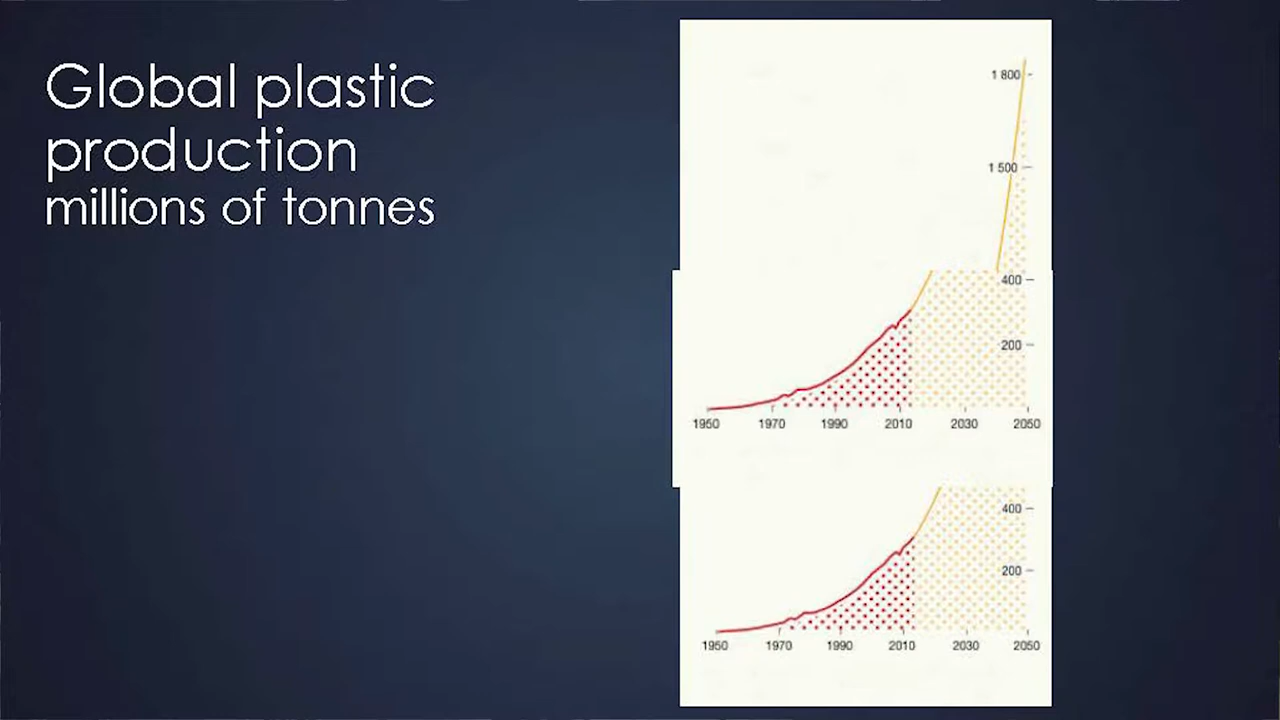 Global plastic
production
millions of tonnes
1 800
1 500
400
200
1950 1970 1990 2010 2030 2050
400
200
1950 1970 1990 2010 2030 2050